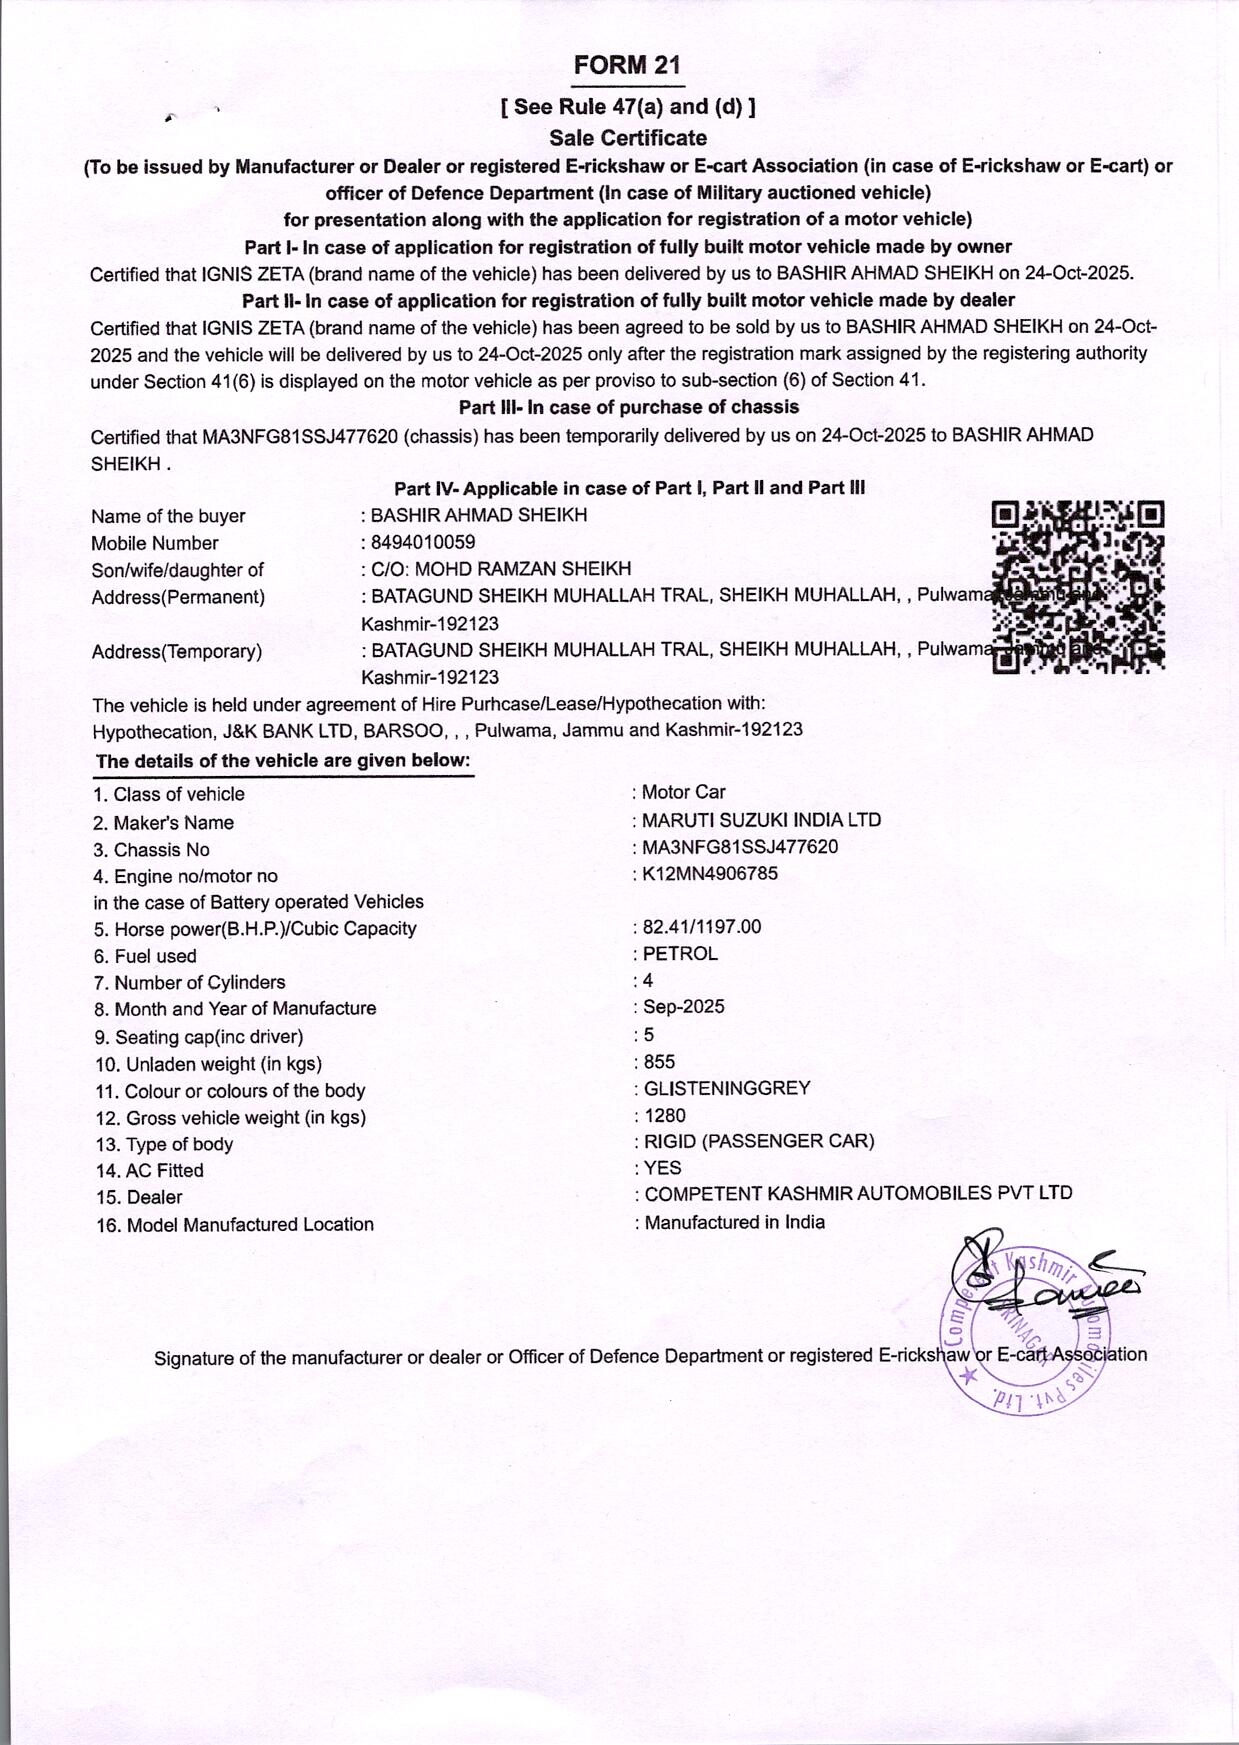 FORM 21
[ See Rule 47(a) and (d) ]
Sale Certificate
(To be issued by Manufacturer or Dealer or registered E-rickshaw or E-cart Association (in case of E-rickshaw or E-cart) or
officer of Defence Department (In case of Military auctioned vehicle)
for presentation along with the application for registration of a motor vehicle)
Part I- In case of application for registration of fully built motor vehicle made by owner
Certified that IGNIS ZETA (brand name of the vehicle) has been delivered by us to BASHIR AHMAD SHEIKH on 24-Oct-2025.
Part II- In case of application for registration of fully built motor vehicle made by dealer
Certified that IGNIS ZETA (brand name of the vehicle) has been agreed to be sold by us to BASHIR AHMAD SHEIKH on 24-Oct-
2025 and the vehicle will be delivered by us to 24-Oct-2025 only after the registration mark assigned by the registering authority
under Section 41(6) is displayed on the motor vehicle as per proviso to sub-section (6) of Section 41.
Part III- In case of purchase of chassis
Certified that MA3NFG81SSJ477620 (chassis) has been temporarily delivered by us on 24-Oct-2025 to BASHIR AHMAD
SHEIKH .
Part IV- Applicable in case of Part I, Part II and Part III
Name of the buyer : BASHIR AHMAD SHEIKH
Mobile Number : 8494010059
Son/wife/daughter of : C/O: MOHD RAMZAN SHEIKH
Address(Permanent) : BATAGUND SHEIKH MUHALLAH TRAL, SHEIKH MUHALLAH, , Pulwama, Jammu and
Kashmir-192123
Address(Temporary) : BATAGUND SHEIKH MUHALLAH TRAL, SHEIKH MUHALLAH, , Pulwama, Jammu and
Kashmir-192123
The vehicle is held under agreement of Hire Purhcase/Lease/Hypothecation with:
Hypothecation, J&K BANK LTD, BARSOO, , , Pulwama, Jammu and Kashmir-192123
The details of the vehicle are given below:
1. Class of vehicle : Motor Car
2. Maker's Name : MARUTI SUZUKI INDIA LTD
3. Chassis No : MA3NFG81SSJ477620
4. Engine no/motor no : K12MN4906785
in the case of Battery operated Vehicles
5. Horse power(B.H.P.)/Cubic Capacity : 82.41/1197.00
6. Fuel used : PETROL
7. Number of Cylinders : 4
8. Month and Year of Manufacture : Sep-2025
9. Seating cap(inc driver) : 5
10. Unladen weight (in kgs) : 855
11. Colour or colours of the body : GLISTENINGGREY
12. Gross vehicle weight (in kgs) : 1280
13. Type of body : RIGID (PASSENGER CAR)
14. AC Fitted : YES
15. Dealer : COMPETENT KASHMIR AUTOMOBILES PVT LTD
16. Model Manufactured Location : Manufactured in India
Competent Kashmir Automobiles Pvt. Ltd.
SRINAGAR
Signature of the manufacturer or dealer or Officer of Defence Department or registered E-rickshaw or E-cart Association